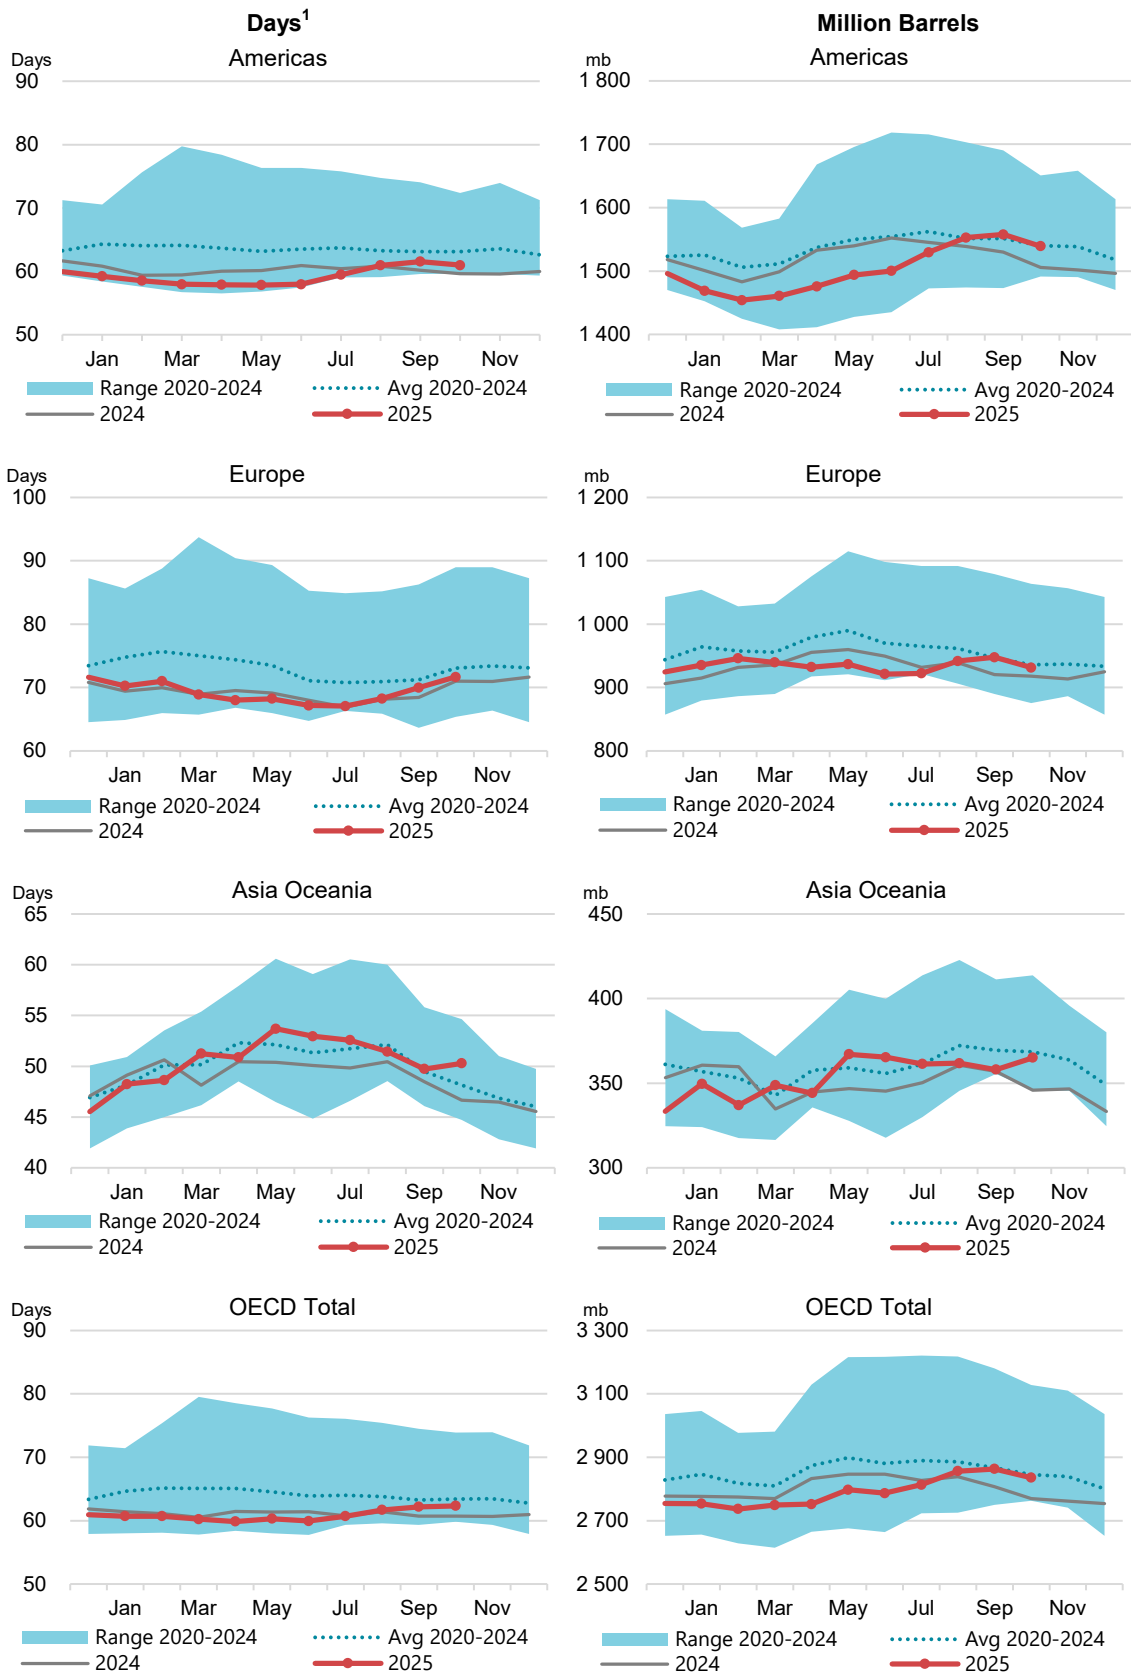 Days1
Million Barrels
Days
Americas
90
80
70
60
50
Jan Mar May Jul Sep Nov
Range 2020-2024 Avg 2020-2024
2024 2025
mb
Americas
1 800
1 700
1 600
1 500
1 400
Jan Mar May Jul Sep Nov
Range 2020-2024 Avg 2020-2024
2024 2025
Days
Europe
100
90
80
70
60
Jan Mar May Jul Sep Nov
Range 2020-2024 Avg 2020-2024
2024 2025
mb
Europe
1 200
1 100
1 000
900
800
Jan Mar May Jul Sep Nov
Range 2020-2024 Avg 2020-2024
2024 2025
Days
Asia Oceania
65
60
55
50
45
40
Jan Mar May Jul Sep Nov
Range 2020-2024 Avg 2020-2024
2024 2025
mb
Asia Oceania
450
400
350
300
Jan Mar May Jul Sep Nov
Range 2020-2024 Avg 2020-2024
2024 2025
Days
OECD Total
90
80
70
60
50
Jan Mar May Jul Sep Nov
Range 2020-2024 Avg 2020-2024
2024 2025
mb
OECD Total
3 300
3 100
2 900
2 700
2 500
Jan Mar May Jul Sep Nov
Range 2020-2024 Avg 2020-2024
2024 2025